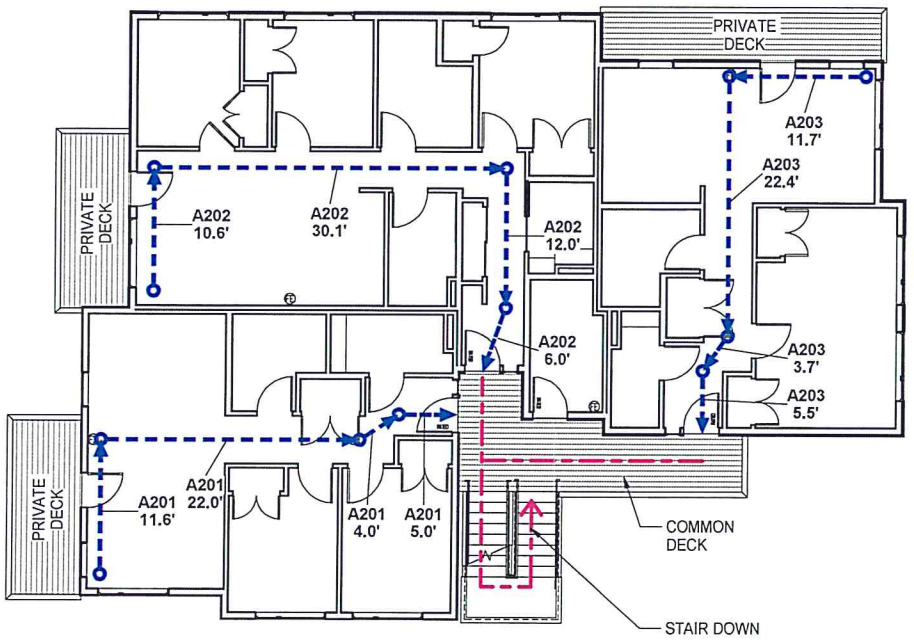 PRIVATE
DECK
A203
11.7'
A203
22.4'
A202
10.6'
A202
30.1'
A202
12.0'
PRIVATE
DECK
FE
A202
6.0'
A203
3.7'
A203
5.5'
FE
A201
11.6'
A201
22.0'
A201
4.0'
A201
5.0'
PRIVATE
DECK
COMMON
DECK
STAIR DOWN